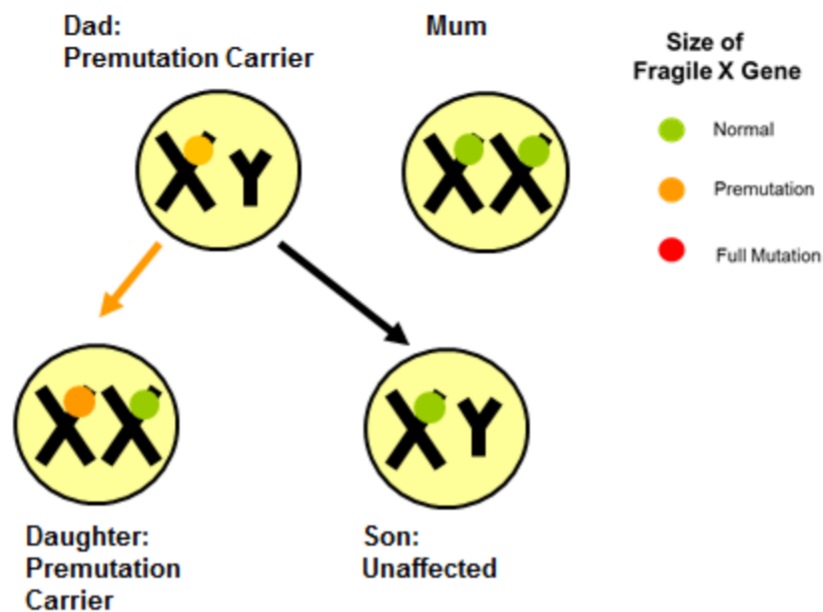 Dad:
Premutation Carrier
Mum
Size of
Fragile X Gene
Normal
Premutation
Full Mutation
X Y
X X
X X
X Y
Daughter:
Premutation
Carrier
Son:
Unaffected